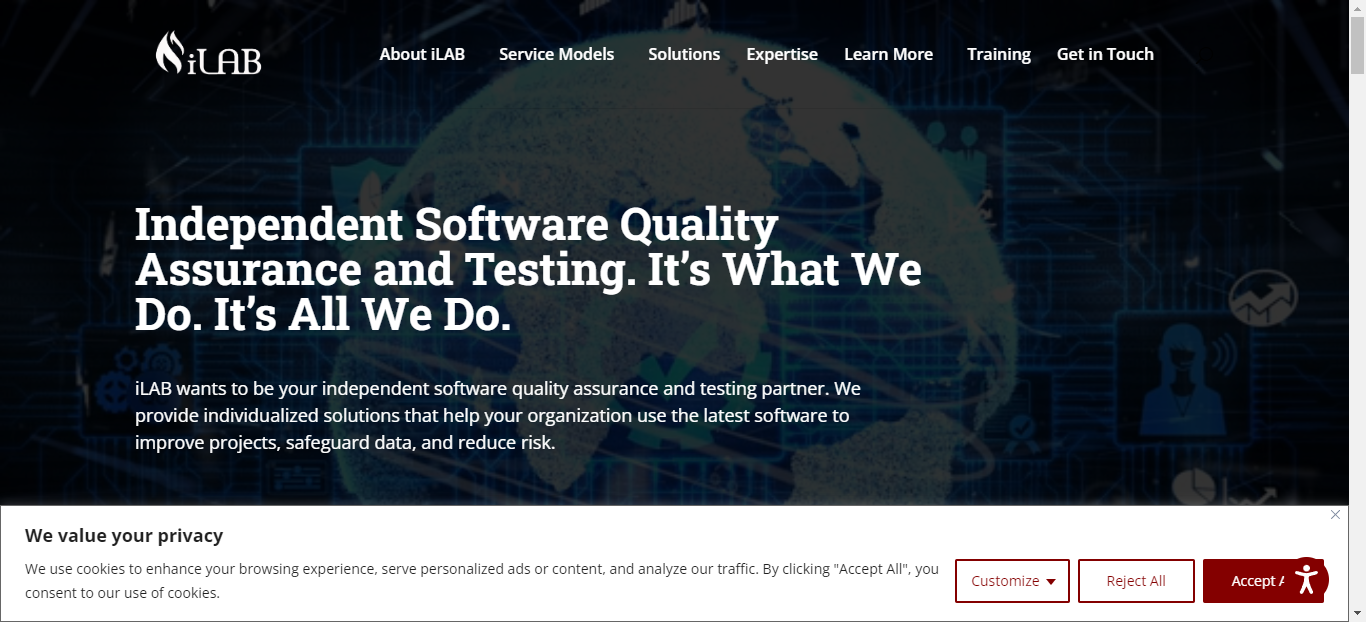 iLAB
About iLAB Service Models Solutions Expertise Learn More Training Get in Touch
Independent Software Quality
Assurance and Testing. It’s What We
Do. It’s All We Do.
iLAB wants to be your independent software quality assurance and testing partner. We
provide individualized solutions that help your organization use the latest software to
improve projects, safeguard data, and reduce risk.
We value your privacy
We use cookies to enhance your browsing experience, serve personalized ads or content, and analyze our traffic. By clicking "Accept All", you
consent to our use of cookies.
Customize Reject All Accept